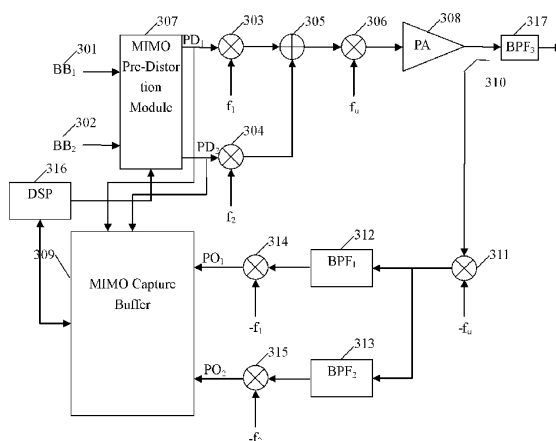 307
303
305
306
308
317
301
MIMO
Pre-Distor
tion
Module
PD₁
PA
BPF₃
BB₁
310
f₁
fᵤ
302
304
BB₂
PD₂
316
DSP
f₂
309
314
312
311
MIMO Capture
Buffer
PO₁
BPF₁
-f₁
-fᵤ
315
313
PO₂
BPF₂